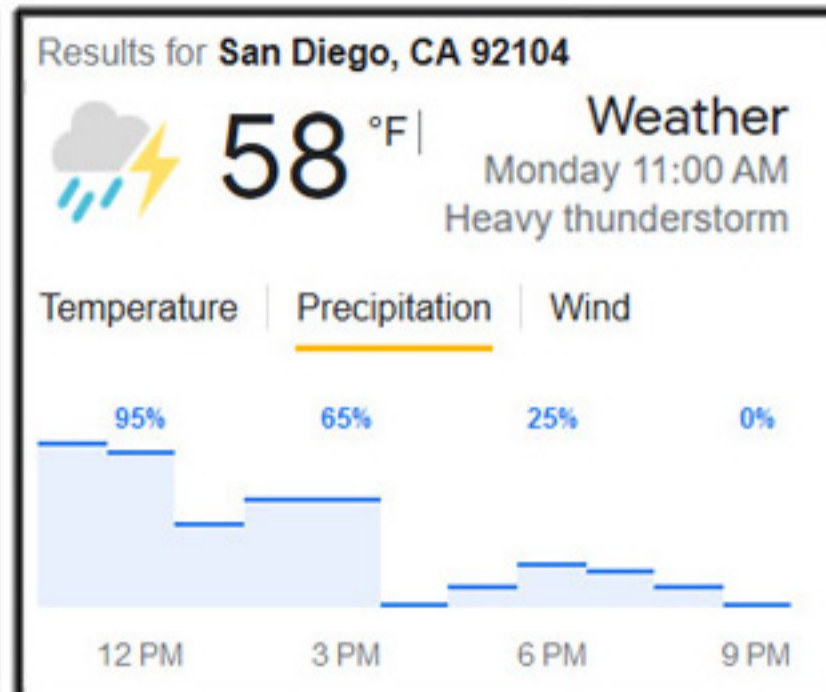 Results for San Diego, CA 92104
58 °F
Weather
Monday 11:00 AM
Heavy thunderstorm
Temperature Precipitation Wind
95% 65% 25% 0%
12 PM 3 PM 6 PM 9 PM